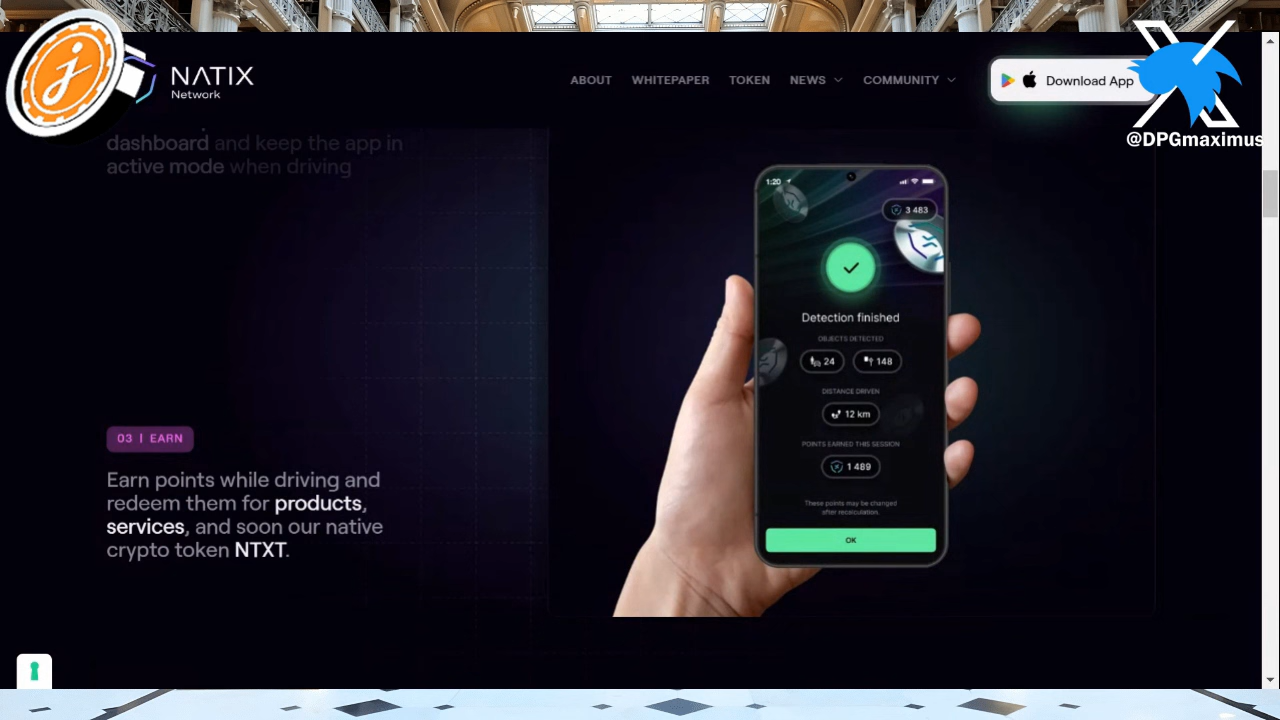 NATIX
Network
ABOUT
WHITEPAPER
TOKEN
NEWS
COMMUNITY
Download App
@DPGmaximus
dashboard and keep the app in
active mode when driving
1:20
3 483
Detection finished
OBJECTS DETECTED
24
148
DISTANCE DRIVEN
12 km
POINTS EARNED THIS SESSION
1 489
These points may be changed
after recalculation.
OK
03 | EARN
Earn points while driving and
redeem them for products,
services, and soon our native
crypto token NTXT.